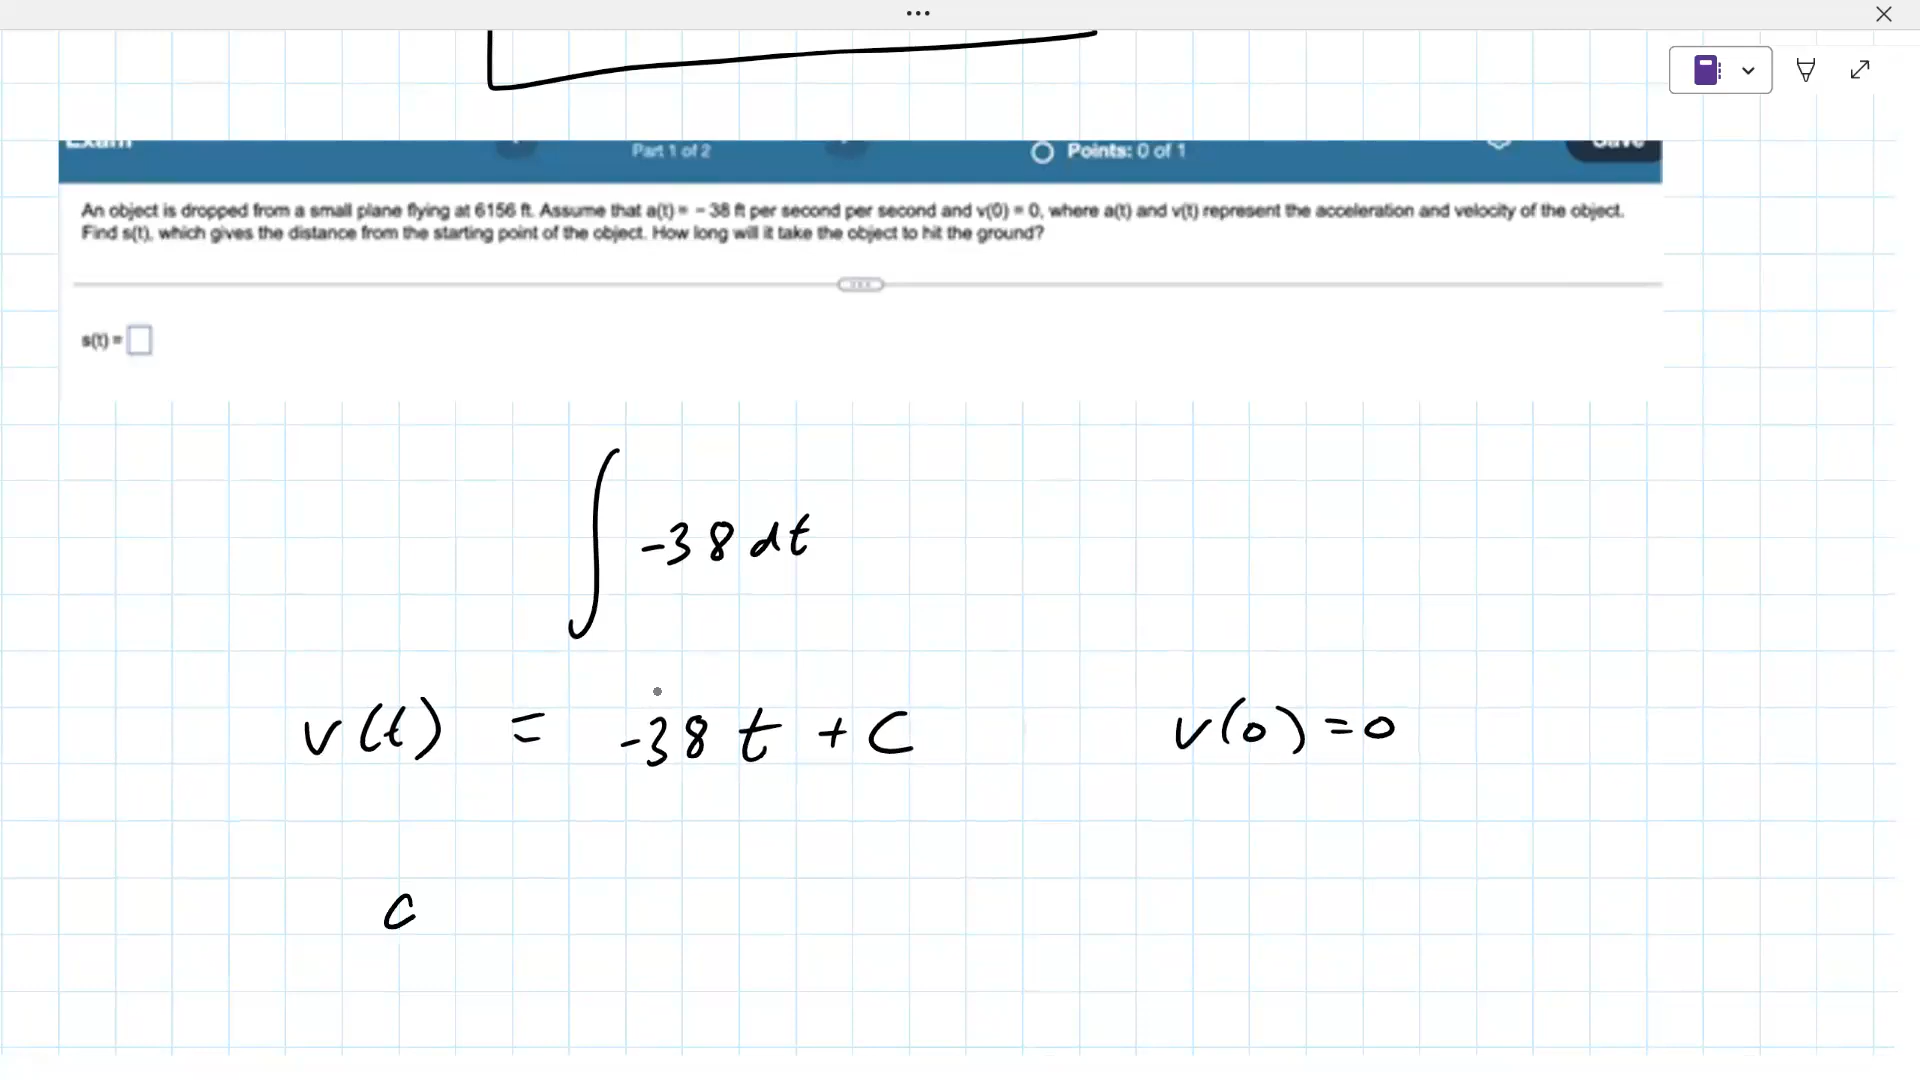 Exam
Part 1 of 2
Points: 0 of 1
Save
An object is dropped from a small plane flying at 6156 ft. Assume that a(t) = − 38 ft per second per second and v(0) = 0, where a(t) and v(t) represent the acceleration and velocity of the object.
Find s(t), which gives the distance from the starting point of the object. How long will it take the object to hit the ground?
s(t) =
∫ -38 dt
v(t) = -38 t + C
v(0) = 0
C